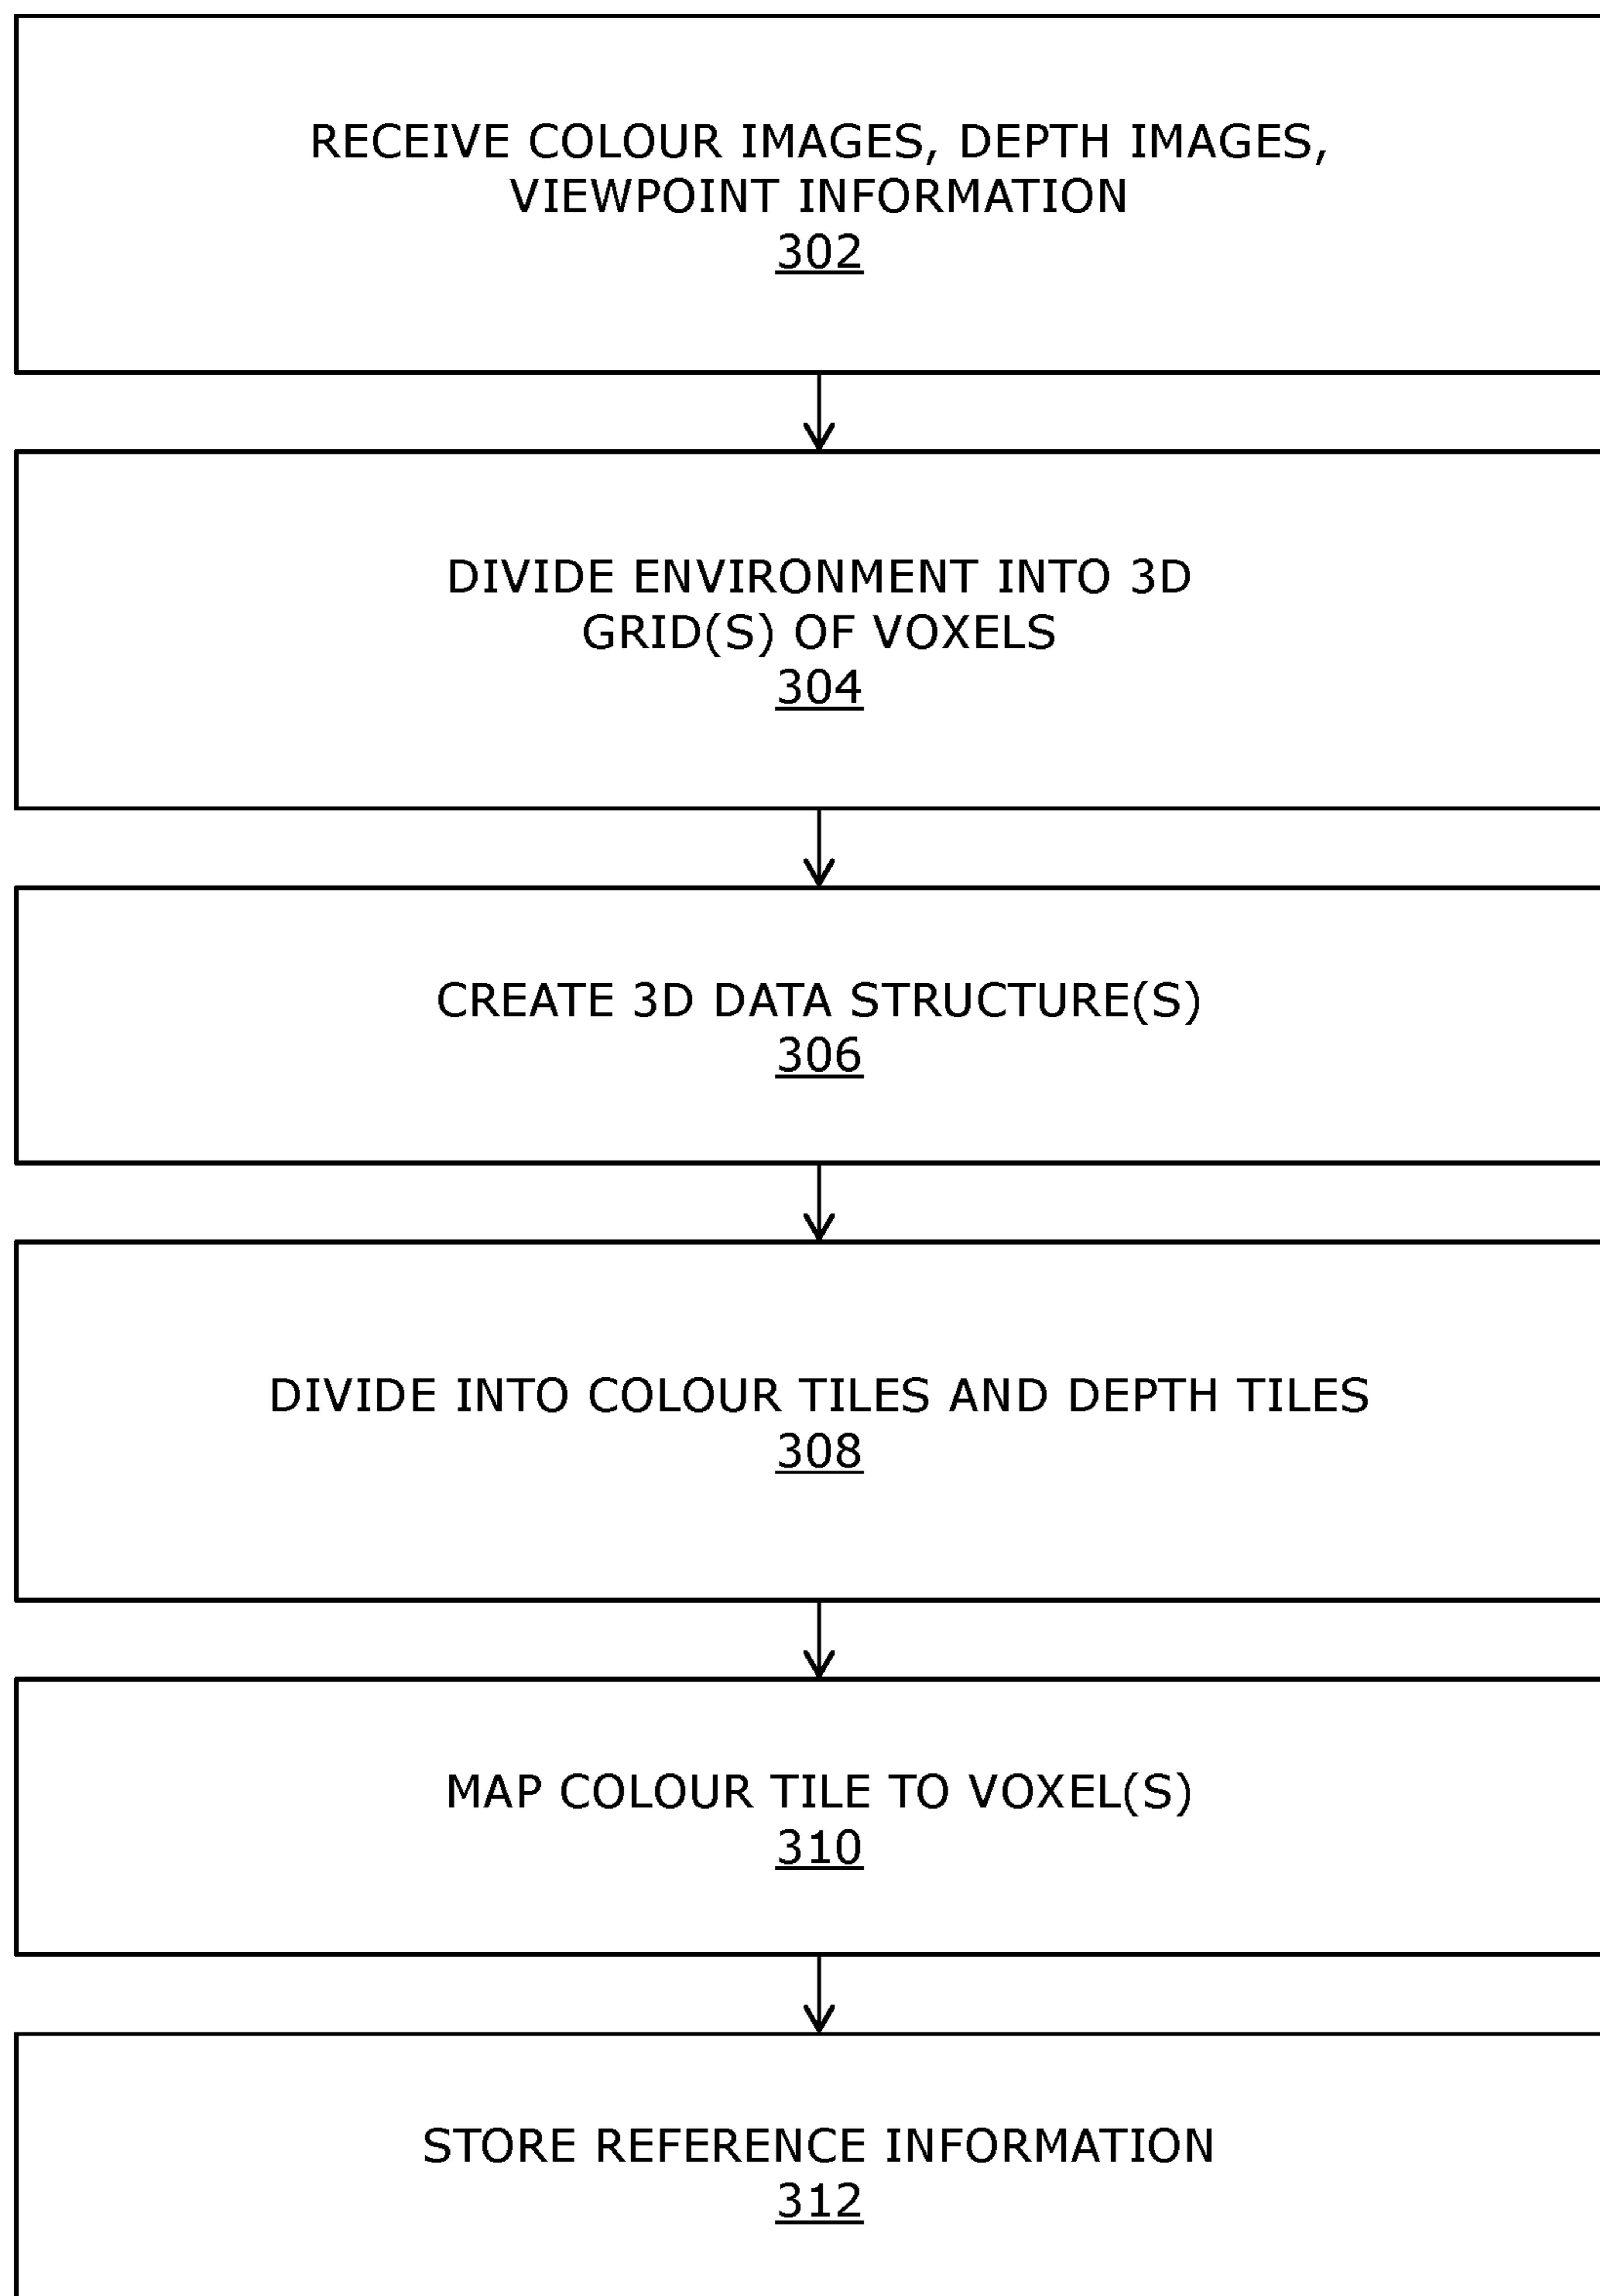 RECEIVE COLOUR IMAGES, DEPTH IMAGES,
VIEWPOINT INFORMATION
302
DIVIDE ENVIRONMENT INTO 3D
GRID(S) OF VOXELS
304
CREATE 3D DATA STRUCTURE(S)
306
DIVIDE INTO COLOUR TILES AND DEPTH TILES
308
MAP COLOUR TILE TO VOXEL(S)
310
STORE REFERENCE INFORMATION
312